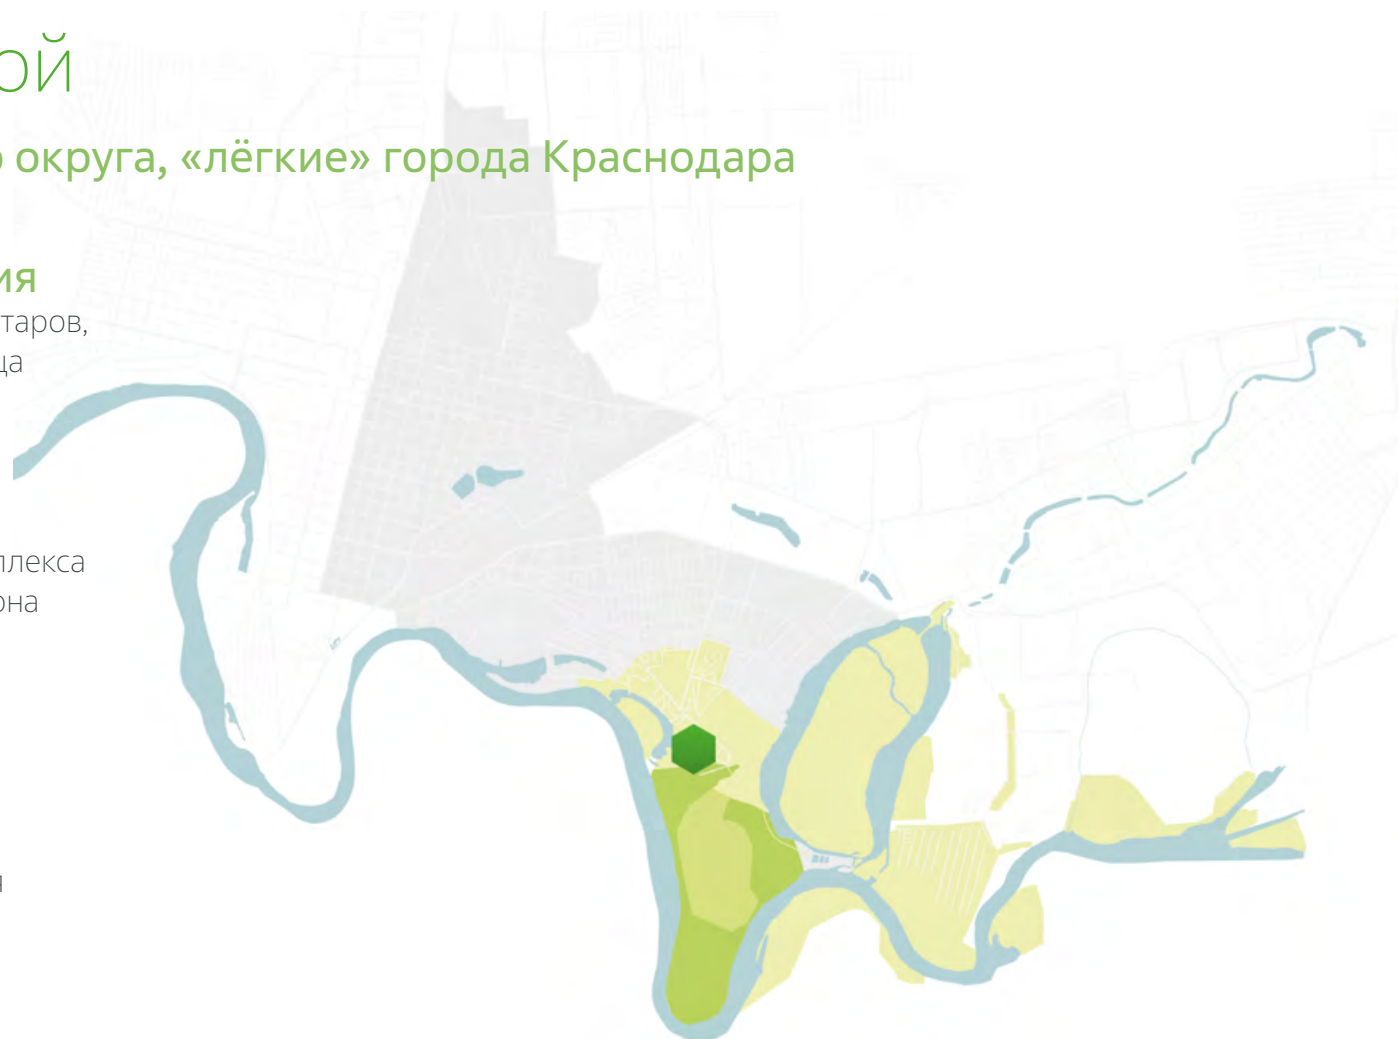 ой
о округа, «лёгкие» города Краснодара
ия
таров,
ца
плекса
она
я